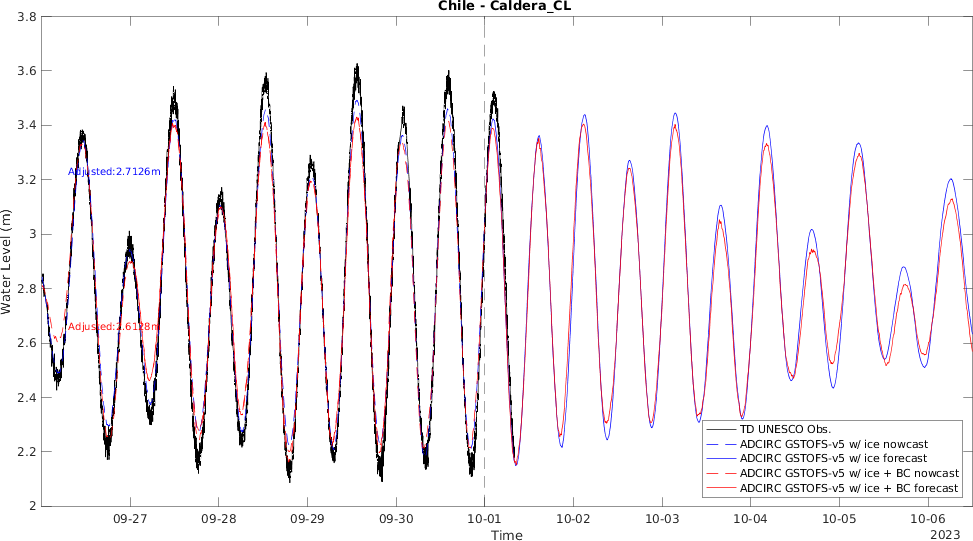 Chile - Caldera_CL
Water Level (m)
3.8
3.6
3.4
3.2
3
2.8
2.6
2.4
2.2
2
Adjusted:2.7126m
Adjusted:2.6128m
TD UNESCO Obs.
ADCIRC GSTOFS-v5 w/ ice nowcast
ADCIRC GSTOFS-v5 w/ ice forecast
ADCIRC GSTOFS-v5 w/ ice + BC nowcast
ADCIRC GSTOFS-v5 w/ ice + BC forecast
09-27 09-28 09-29 09-30 10-01 10-02 10-03 10-04 10-05 10-06
2023
Time